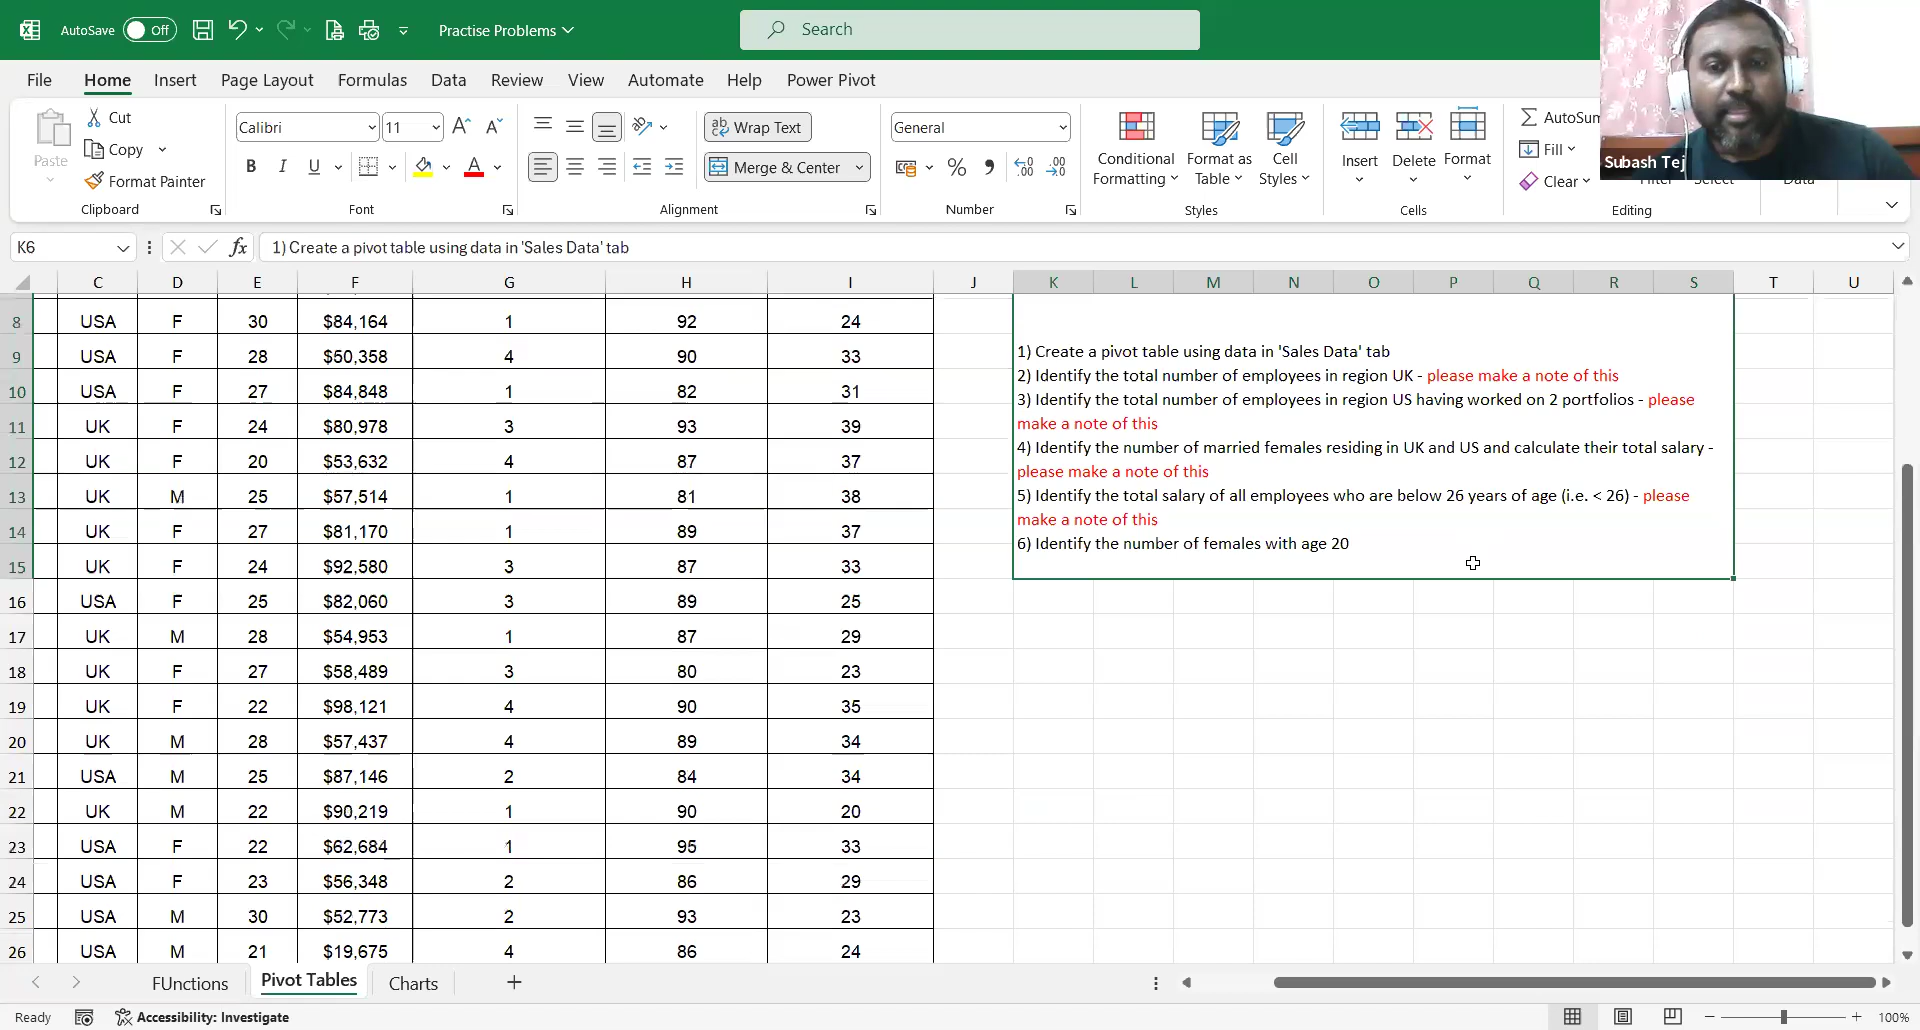 AutoSave Off Practise Problems Search
File Home Insert Page Layout Formulas Data Review View Automate Help Power Pivot
Paste
Cut
Copy
Format Painter
Clipboard
Calibri 11
B I U
Font
Wrap Text
Merge & Center
Alignment
General
Number
Conditional Formatting
Format as Table
Cell Styles
Styles
Insert Delete Format
Cells
Fill
Clear
Editing
Subash Tej
K6 fx 1) Create a pivot table using data in 'Sales Data' tab
C D E F G H I J K L M N O P Q R S T U
8 USA F 30 $84,164 1 92 24
9 USA F 28 $50,358 4 90 33
10 USA F 27 $84,848 1 82 31
11 UK F 24 $80,978 3 93 39
12 UK F 20 $53,632 4 87 37
13 UK M 25 $57,514 1 81 38
14 UK F 27 $81,170 1 89 37
15 UK F 24 $92,580 3 87 33
16 USA F 25 $82,060 3 89 25
17 UK M 28 $54,953 1 87 29
18 UK F 27 $58,489 3 80 23
19 UK F 22 $98,121 4 90 35
20 UK M 28 $57,437 4 89 34
21 USA M 25 $87,146 2 84 34
22 UK M 22 $90,219 1 90 20
23 USA F 22 $62,684 1 95 33
24 USA F 23 $56,348 2 86 29
25 USA M 30 $52,773 2 93 23
26 USA M 21 $19,675 4 86 24
1) Create a pivot table using data in 'Sales Data' tab
2) Identify the total number of employees in region UK - please make a note of this
3) Identify the total number of employees in region US having worked on 2 portfolios - please
make a note of this
4) Identify the number of married females residing in UK and US and calculate their total salary -
please make a note of this
5) Identify the total salary of all employees who are below 26 years of age (i.e. < 26) - please
make a note of this
6) Identify the number of females with age 20
FUnctions Pivot Tables Charts
Ready Accessibility: Investigate 100%